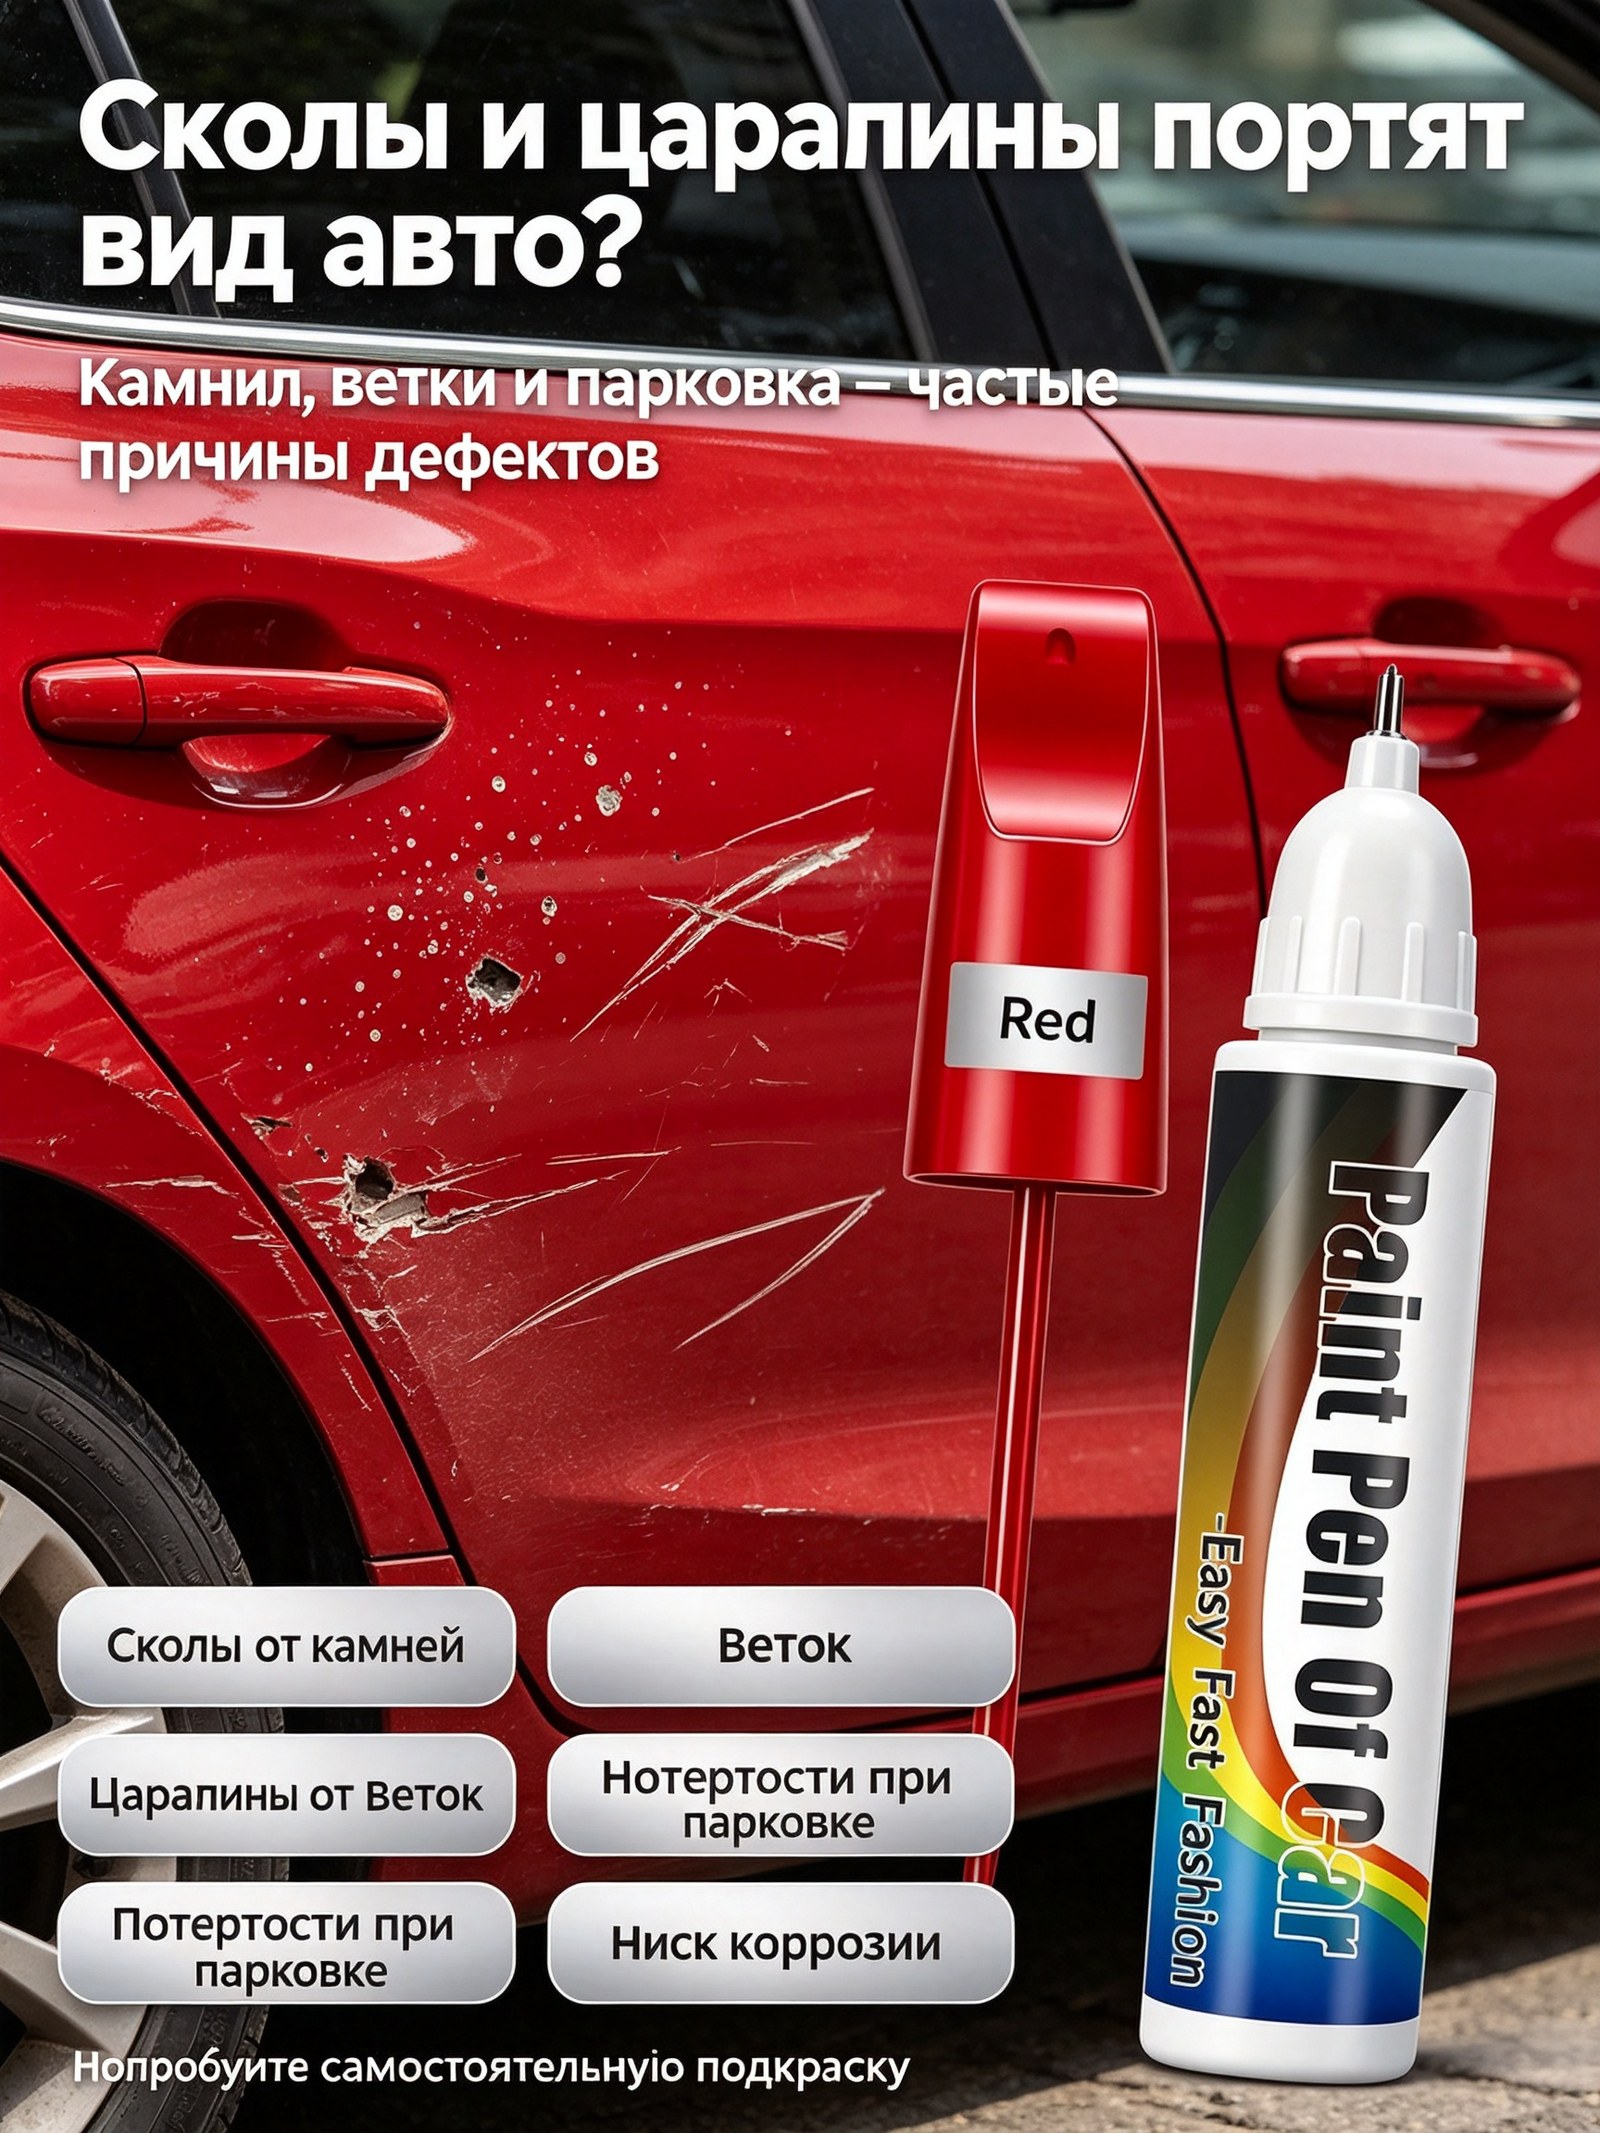 Сколы и царапины портят
вид авто?
Камнил, ветки и парковка – частые
причины дефектов
Red
Paint Pen Of Car
-Easy Fast Fashion
Сколы от камней
Веток
Царапины от Веток
Нотертости при
парковке
Потертости при
парковке
Ниск коррозии
Нопробуите самостоятельнуіо подкраску